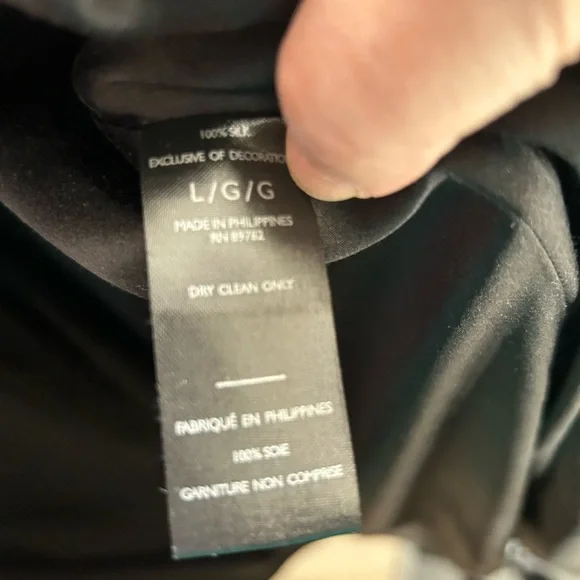 100% SILK
EXCLUSIVE OF DECORATION
L/G/G
MADE IN PHILIPPINES
RN 89762
DRY CLEAN ONLY
FABRIQUÉ EN PHILIPPINES
100% SOIE
GARNITURE NON COMPRISE